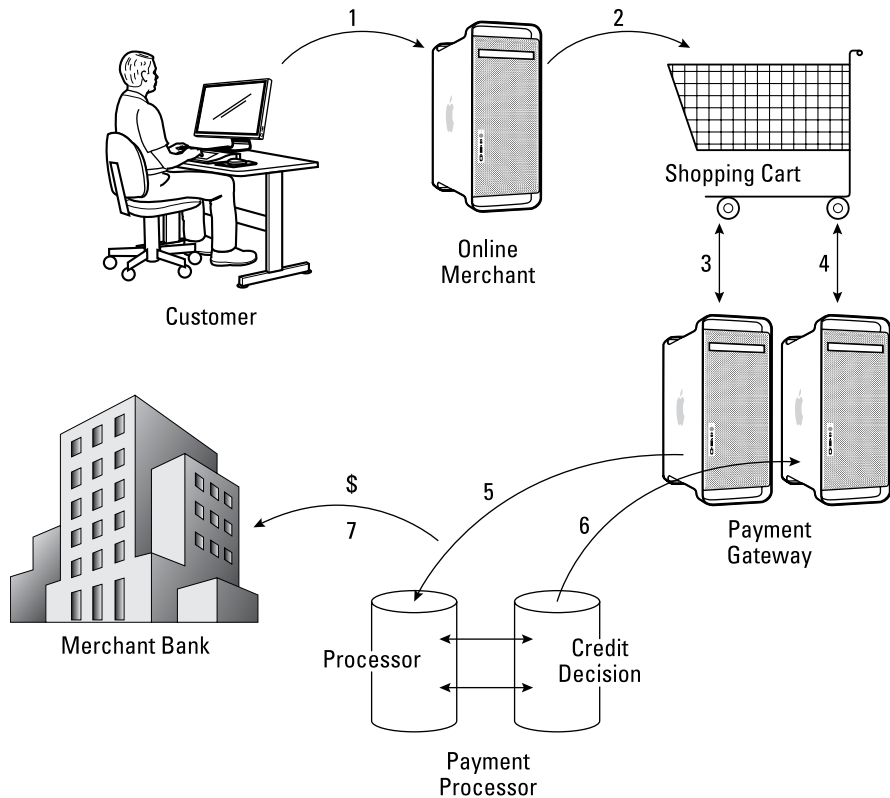 1
2
Shopping Cart
Online
Merchant
3
4
Customer
$
5
6
7
Payment
Gateway
Merchant Bank
Processor
Credit
Decision
Payment
Processor